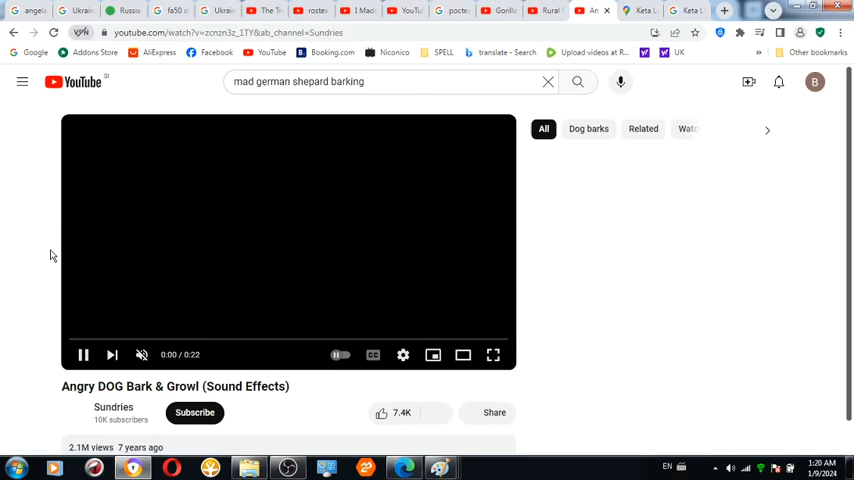 angela
Ukrain
Russia
fa50 c
Ukrain
The Tr
rostex
I Mad
YouTu
pocte
Gorilla
Rural
An
Keta L
Keta L
VPN
youtube.com/watch?v=zcnzn3z_1TY&ab_channel=Sundries
Google
Addons Store
AliExpress
Facebook
YouTube
Booking.com
Niconico
SPELL
translate - Search
Upload videos at R...
UK
»
Other bookmarks
YouTube SI
mad german shepard barking
B
All
Dog barks
Related
Watc
0:00 / 0:22
CC
Angry DOG Bark & Growl (Sound Effects)
Sundries
10K subscribers
Subscribe
7.4K
Share
2.1M views 7 years ago
EN
1:20 AM
1/9/2024